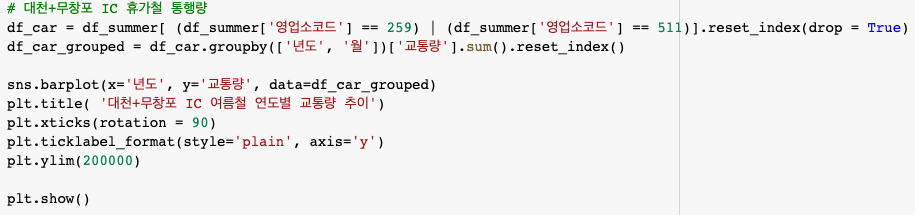 # 대천+무창포 IC 휴가철 통행량
df_car = df_summer[ (df_summer['영업소코드'] == 259) | (df_summer['영업소코드'] == 511)].reset_index(drop = True)
df_car_grouped = df_car.groupby(['년도', '월'])['교통량'].sum().reset_index()

sns.barplot(x='년도', y='교통량', data=df_car_grouped)
plt.title( '대천+무창포 IC 여름철 연도별 교통량 추이')
plt.xticks(rotation = 90)
plt.ticklabel_format(style='plain', axis='y')
plt.ylim(200000)

plt.show()